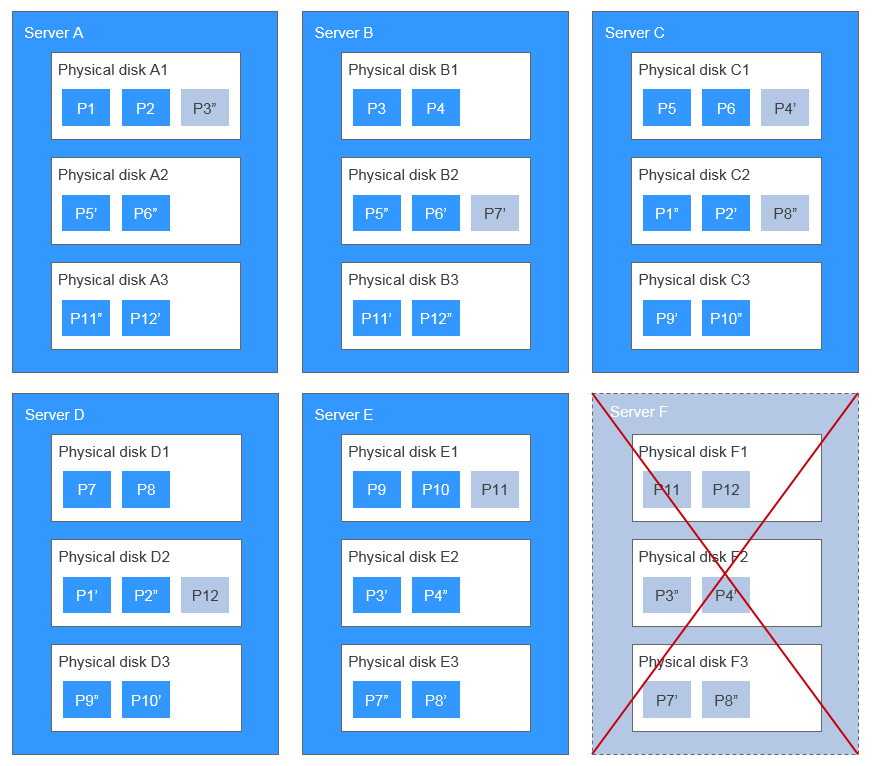 Server A
Physical disk A1
P1 P2 P3”
Physical disk A2
P5’ P6”
Physical disk A3
P11” P12’
Server B
Physical disk B1
P3 P4
Physical disk B2
P5” P6’ P7’
Physical disk B3
P11’ P12”
Server C
Physical disk C1
P5 P6 P4’
Physical disk C2
P1” P2’ P8”
Physical disk C3
P9’ P10”
Server D
Physical disk D1
P7 P8
Physical disk D2
P1’ P2” P12
Physical disk D3
P9” P10’
Server E
Physical disk E1
P9 P10 P11
Physical disk E2
P3’ P4”
Physical disk E3
P7” P8’
Server F
Physical disk F1
P11 P12
Physical disk F2
P3” P4’
Physical disk F3
P7’ P8”